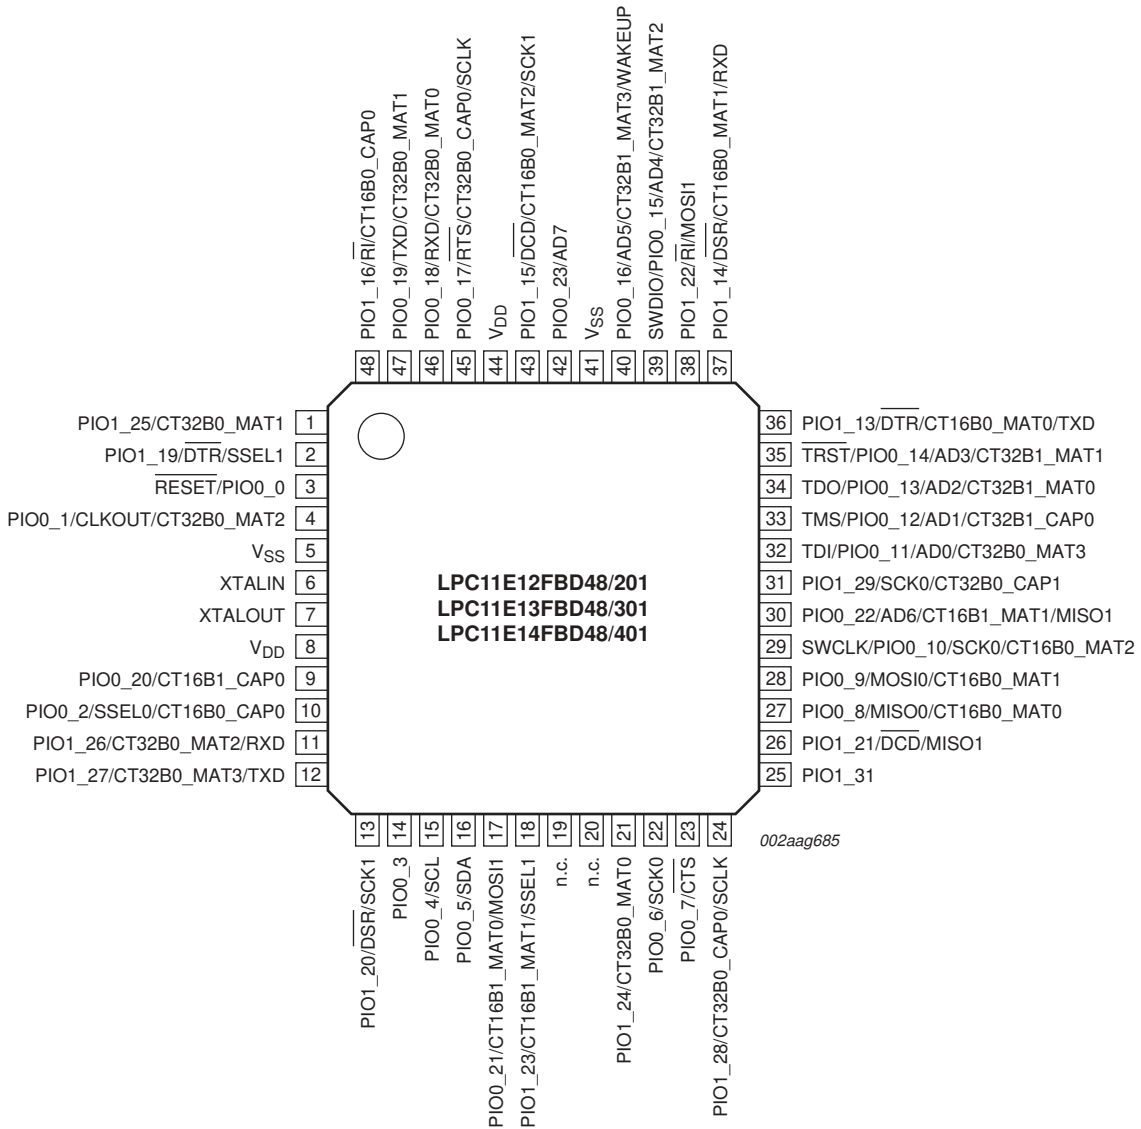 PIO1_16/RI/CT16B0_CAP0
PIO0_19/TXD/CT32B0_MAT1
PIO0_18/RXD/CT32B0_MAT0
PIO0_17/RTS/CT32B0_CAP0/SCLK
VDD
PIO1_15/DCD/CT16B0_MAT2/SCK1
PIO0_23/AD7
VSS
PIO0_16/AD5/CT32B1_MAT3/WAKEUP
SWDIO/PIO0_15/AD4/CT32B1_MAT2
PIO1_22/RI/MOSI1
PIO1_14/DSR/CT16B0_MAT1/RXD
48 47 46 45 44 43 42 41 40 39 38 37
PIO1_25/CT32B0_MAT1 1
PIO1_19/DTR/SSEL1 2
RESET/PIO0_0 3
PIO0_1/CLKOUT/CT32B0_MAT2 4
VSS 5
XTALIN 6
XTALOUT 7
VDD 8
PIO0_20/CT16B1_CAP0 9
PIO0_2/SSEL0/CT16B0_CAP0 10
PIO1_26/CT32B0_MAT2/RXD 11
PIO1_27/CT32B0_MAT3/TXD 12
LPC11E12FBD48/201
LPC11E13FBD48/301
LPC11E14FBD48/401
36 PIO1_13/DTR/CT16B0_MAT0/TXD
35 TRST/PIO0_14/AD3/CT32B1_MAT1
34 TDO/PIO0_13/AD2/CT32B1_MAT0
33 TMS/PIO0_12/AD1/CT32B1_CAP0
32 TDI/PIO0_11/AD0/CT32B0_MAT3
31 PIO1_29/SCK0/CT32B0_CAP1
30 PIO0_22/AD6/CT16B1_MAT1/MISO1
29 SWCLK/PIO0_10/SCK0/CT16B0_MAT2
28 PIO0_9/MOSI0/CT16B0_MAT1
27 PIO0_8/MISO0/CT16B0_MAT0
26 PIO1_21/DCD/MISO1
25 PIO1_31
13 14 15 16 17 18 19 20 21 22 23 24
PIO1_20/DSR/SCK1
PIO0_3
PIO0_4/SCL
PIO0_5/SDA
PIO0_21/CT16B1_MAT0/MOSI1
PIO1_23/CT16B1_MAT1/SSEL1
n.c.
n.c.
PIO1_24/CT32B0_MAT0
PIO0_6/SCK0
PIO0_7/CTS
PIO1_28/CT32B0_CAP0/SCLK
002aag685